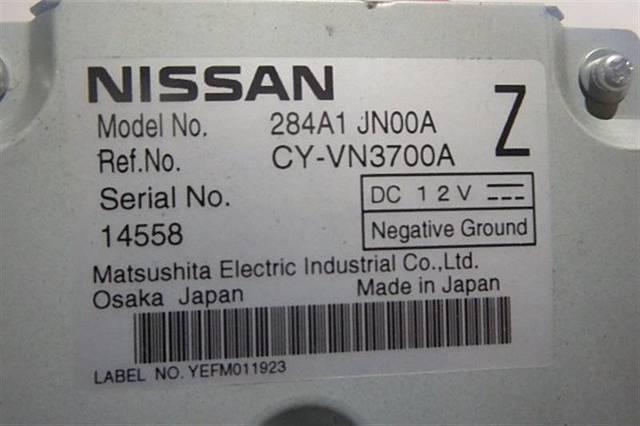 NISSAN
Model No. 284A1 JN00A
Z
Ref.No. CY-VN3700A
Serial No.
14558
DC 12V
Negative Ground
Matsushita Electric Industrial Co.,Ltd.
Osaka Japan Made in Japan
LABEL NO. YEFM011923